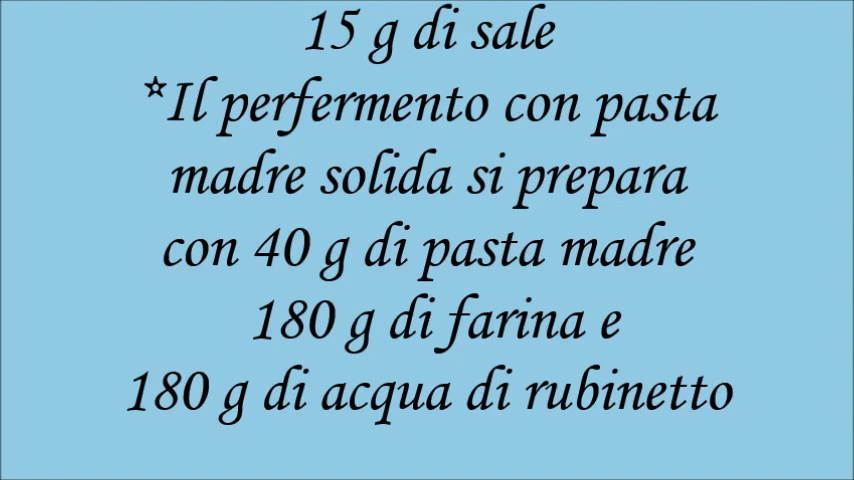 15 g di sale
*Il perfermento con pasta
madre solida si prepara
con 40 g di pasta madre
180 g di farina e
180 g di acqua di rubinetto